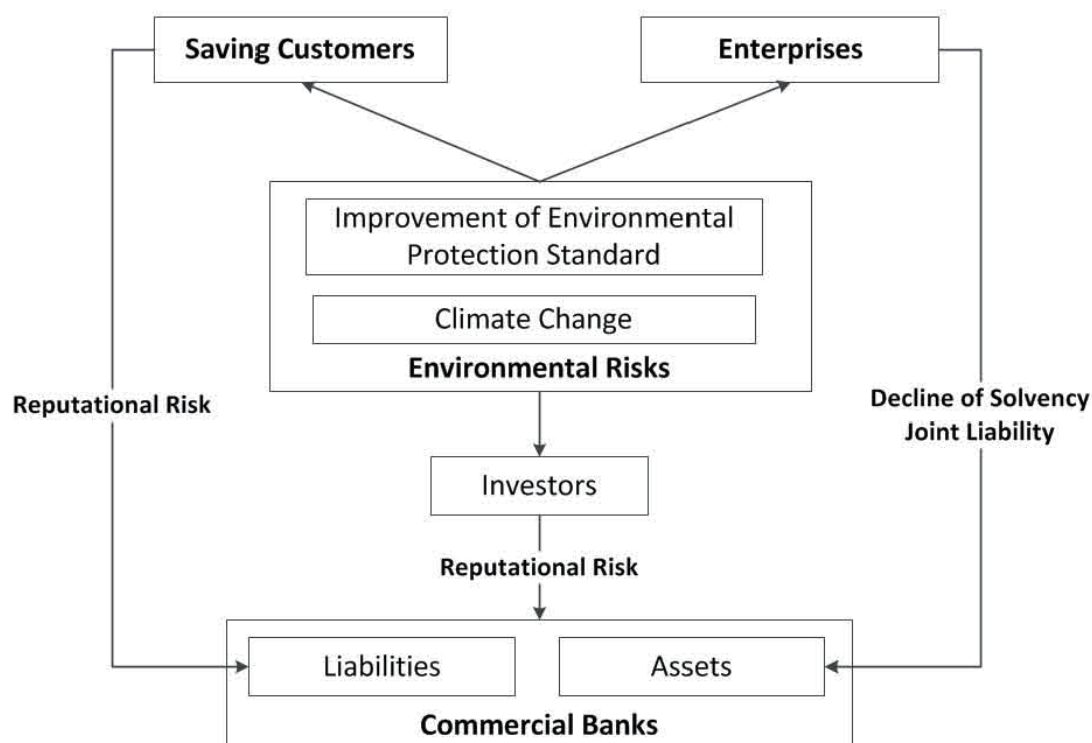 Saving Customers
Enterprises
Improvement of Environmental
Protection Standard
Climate Change
Environmental Risks
Reputational Risk
Decline of Solvency
Joint Liability
Investors
Reputational Risk
Liabilities
Assets
Commercial Banks